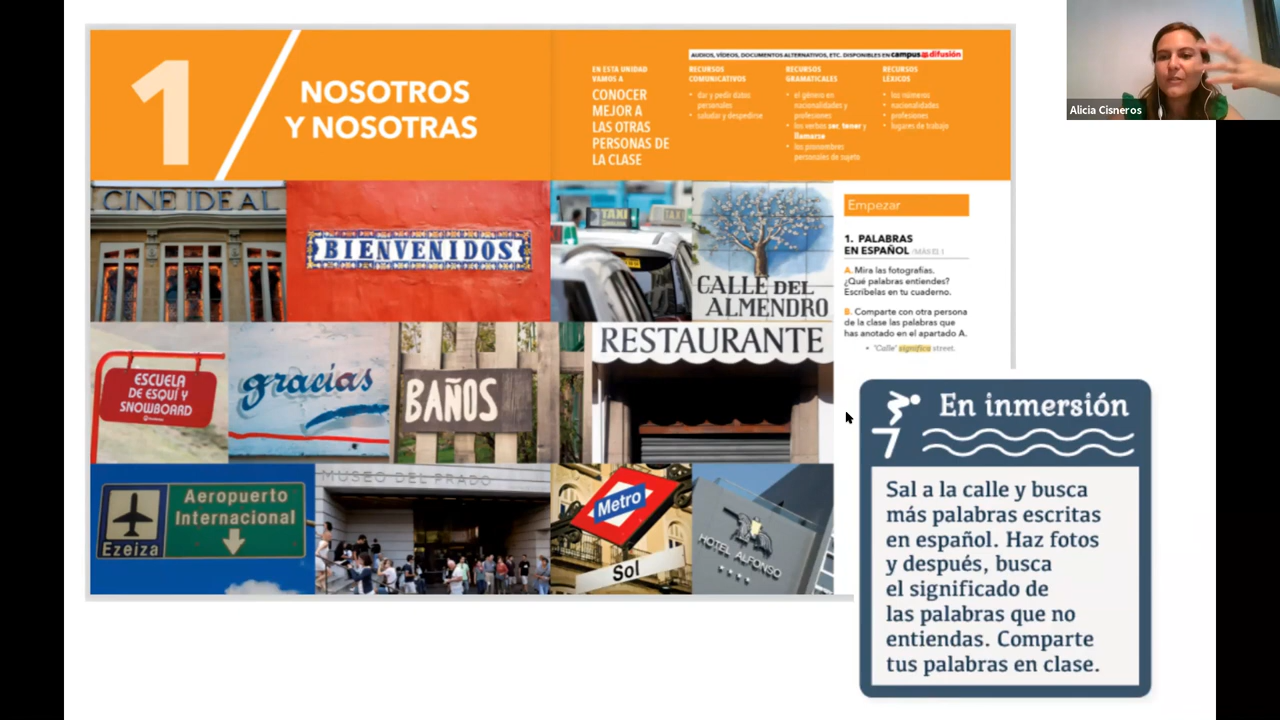 1
NOSOTROS
Y NOSOTRAS
EN ESTA UNIDAD
VAMOS A
CONOCER
MEJOR A
LAS OTRAS
PERSONAS DE
LA CLASE
AUDIOS, VÍDEOS, DOCUMENTOS ALTERNATIVOS, ETC. DISPONIBLES EN campus difusión
RECURSOS
COMUNICATIVOS
• dar y pedir datos
personales
• saludar y despedirse
RECURSOS
GRAMATICALES
• el género en
nacionalidades y
profesiones
• los verbos ser, tener y
llamarse
• los pronombres
personales de sujeto
RECURSOS
LÉXICOS
• los números
• nacionalidades
• profesiones
• lugares de trabajo
Alicia Cisneros
CINE IDEAL
BIENVENIDOS
TAXI
TAXI
CALLE DEL
ALMENDRO
ESCUELA
DE ESQUÍ Y
SNOWBOARD
gracias
BAÑOS
RESTAURANTE
Aeropuerto
Internacional
Ezeiza
MUSEO DEL PRADO
Metro
Sol
HOTEL ALFONSO
Empezar
1. PALABRAS
EN ESPAÑOL /MÁS EJ. 1
A. Mira las fotografías.
¿Qué palabras entiendes?
Escríbelas en tu cuaderno.
B. Comparte con otra persona
de la clase las palabras que
has anotado en el apartado A.
• 'Calle' significa street.
En inmersión
Sal a la calle y busca
más palabras escritas
en español. Haz fotos
y después, busca
el significado de
las palabras que no
entiendas. Comparte
tus palabras en clase.